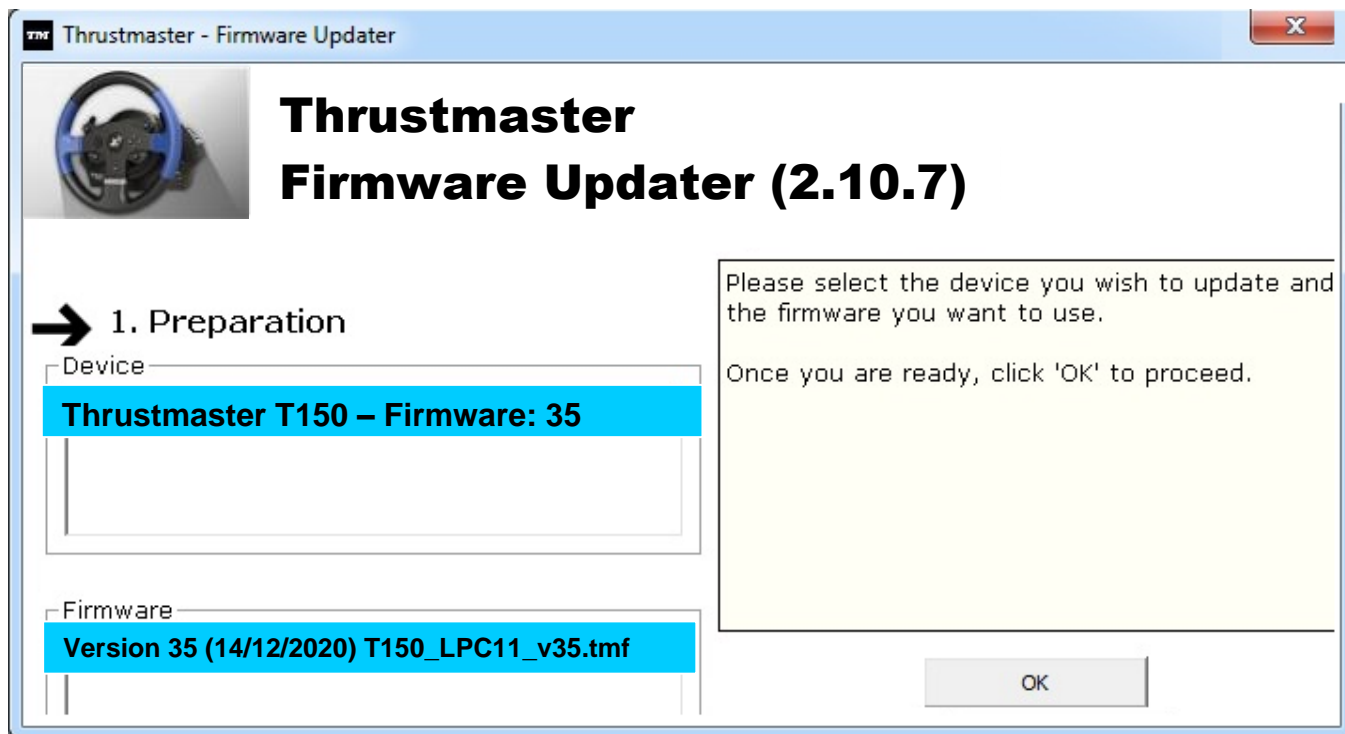 Thrustmaster - Firmware Updater
Thrustmaster
Firmware Updater (2.10.7)
1. Preparation
Device
Thrustmaster T150 – Firmware: 35
Firmware
Version 35 (14/12/2020) T150_LPC11_v35.tmf
Please select the device you wish to update and
the firmware you want to use.
Once you are ready, click 'OK' to proceed.
OK